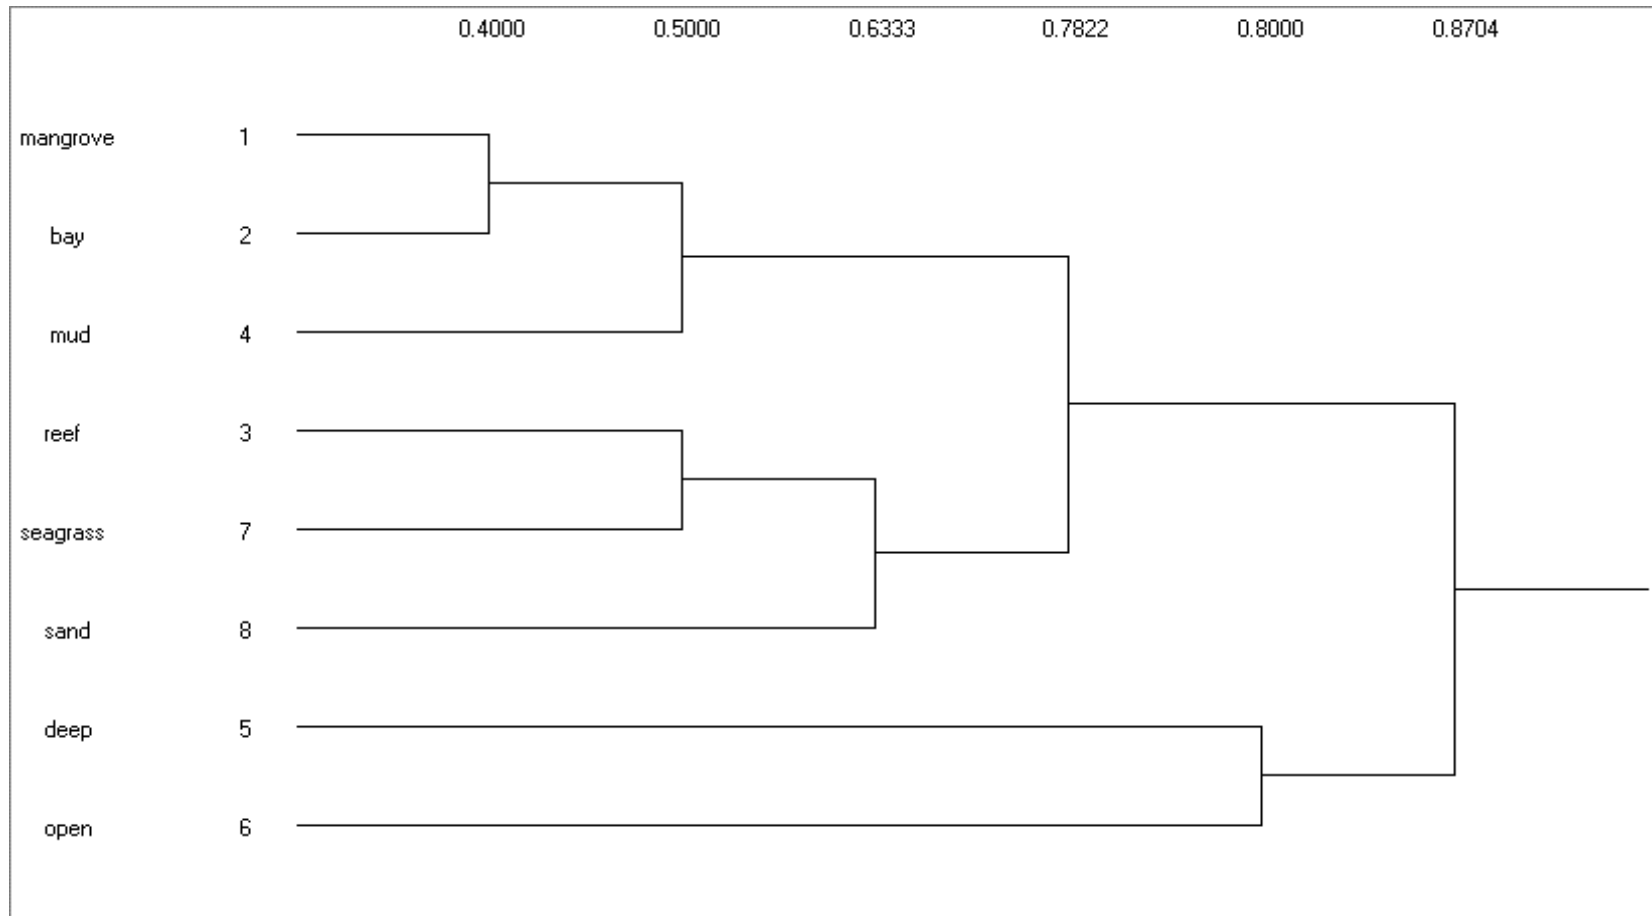 0.4000 0.5000 0.6333 0.7822 0.8000 0.8704
mangrove 1
bay 2
mud 4
reef 3
seagrass 7
sand 8
deep 5
open 6